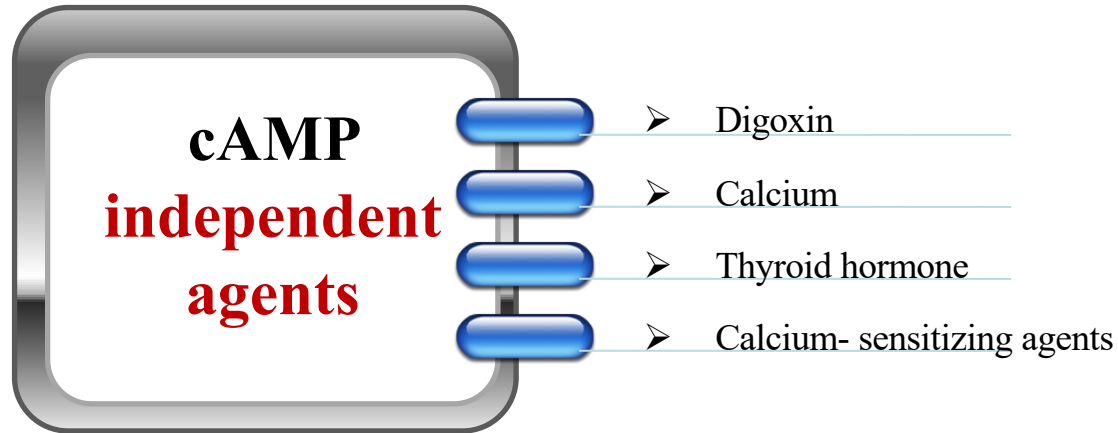 cAMP
independent
agents
➢ Digoxin
➢ Calcium
➢ Thyroid hormone
➢ Calcium- sensitizing agents